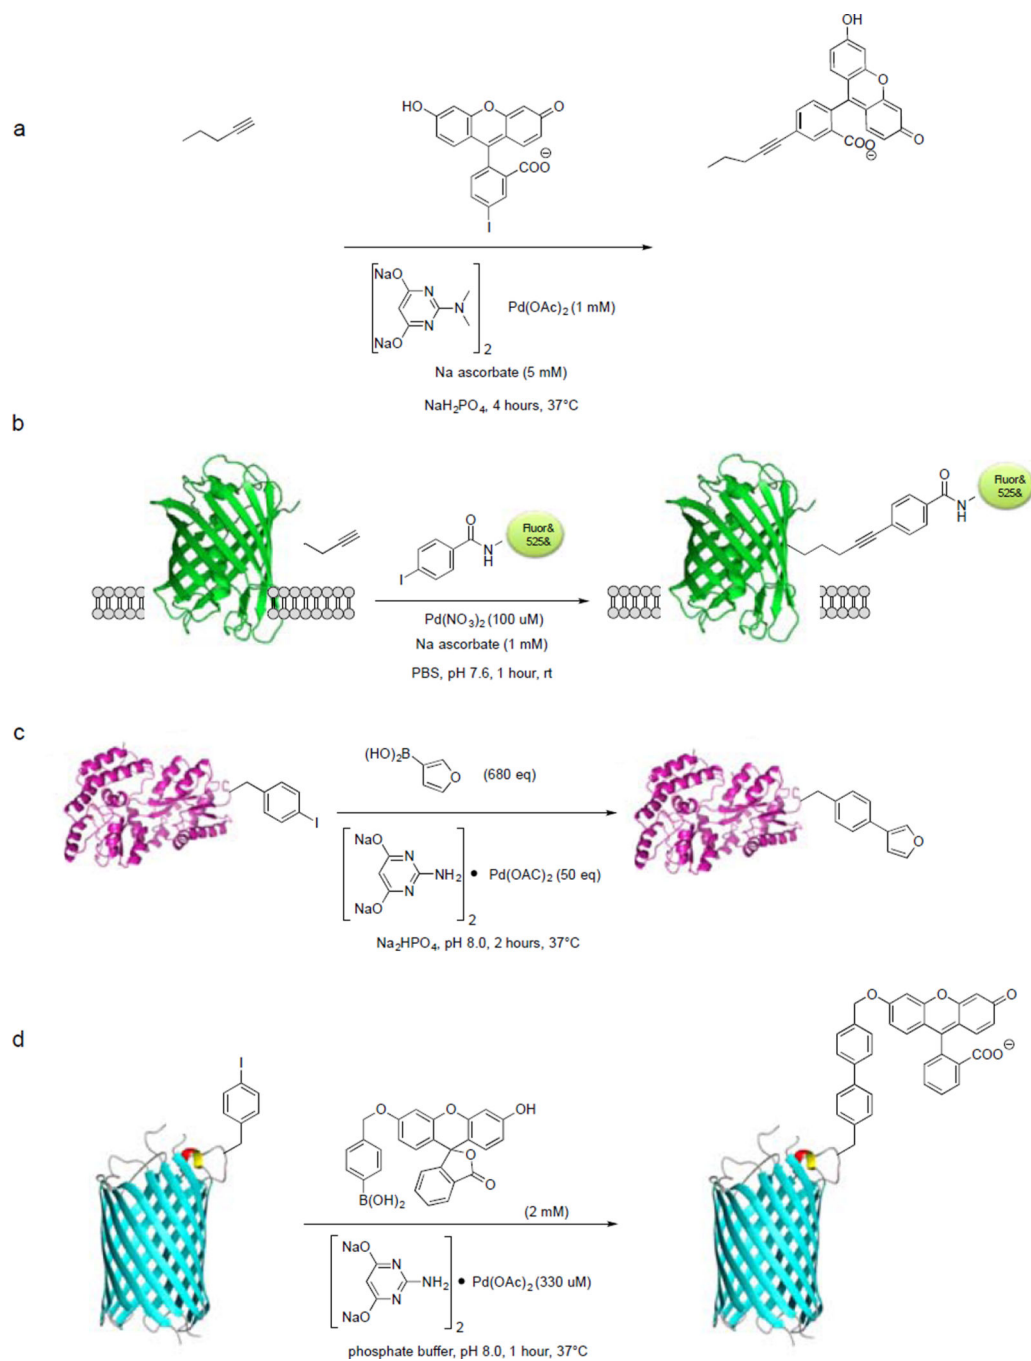 a
HO
O
O
COO
⊖
I
OH
O
O
COO
⊖
NaO
N
N
N
NaO
2
Pd(OAc)₂ (1 mM)
Na ascorbate (5 mM)
NaH₂PO₄, 4 hours, 37°C
b
O
N
H
I
Fluor&
525&
Pd(NO₃)₂ (100 uM)
Na ascorbate (1 mM)
PBS, pH 7.6, 1 hour, rt
O
N
H
Fluor&
525&
c
I
(HO)₂B
O
(680 eq)
NaO
N
N
NH₂
NaO
2
• Pd(OAC)₂ (50 eq)
Na₂HPO₄, pH 8.0, 2 hours, 37°C
O
d
I
O
O
OH
O
O
B(OH)₂
(2 mM)
NaO
N
N
NH₂
NaO
2
• Pd(OAc)₂ (330 uM)
phosphate buffer, pH 8.0, 1 hour, 37°C
O
O
O
COO
⊖